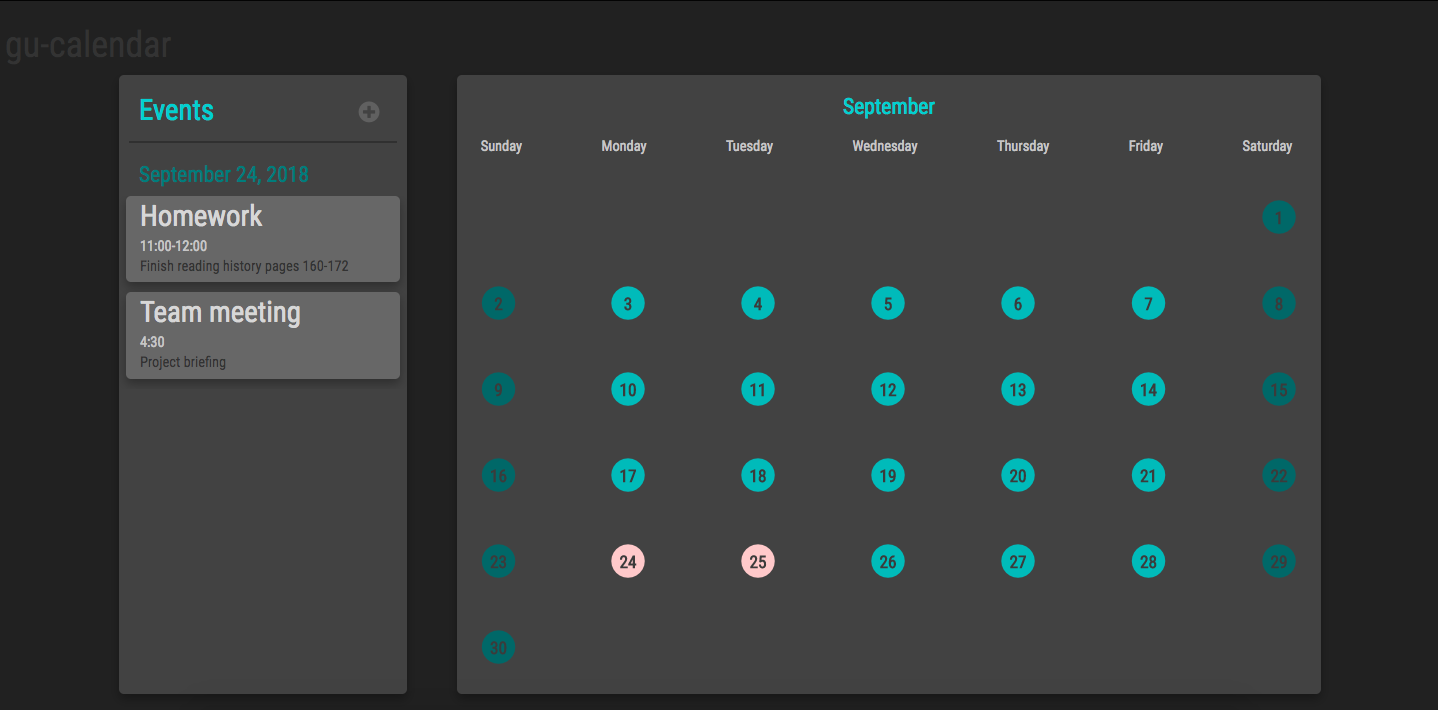 gu-calendar
Events
September 24, 2018
Homework
11:00-12:00
Finish reading history pages 160-172
Team meeting
4:30
Project briefing
September
Sunday Monday Tuesday Wednesday Thursday Friday Saturday
1
2 3 4 5 6 7 8
9 10 11 12 13 14 15
16 17 18 19 20 21 22
23 24 25 26 27 28 29
30